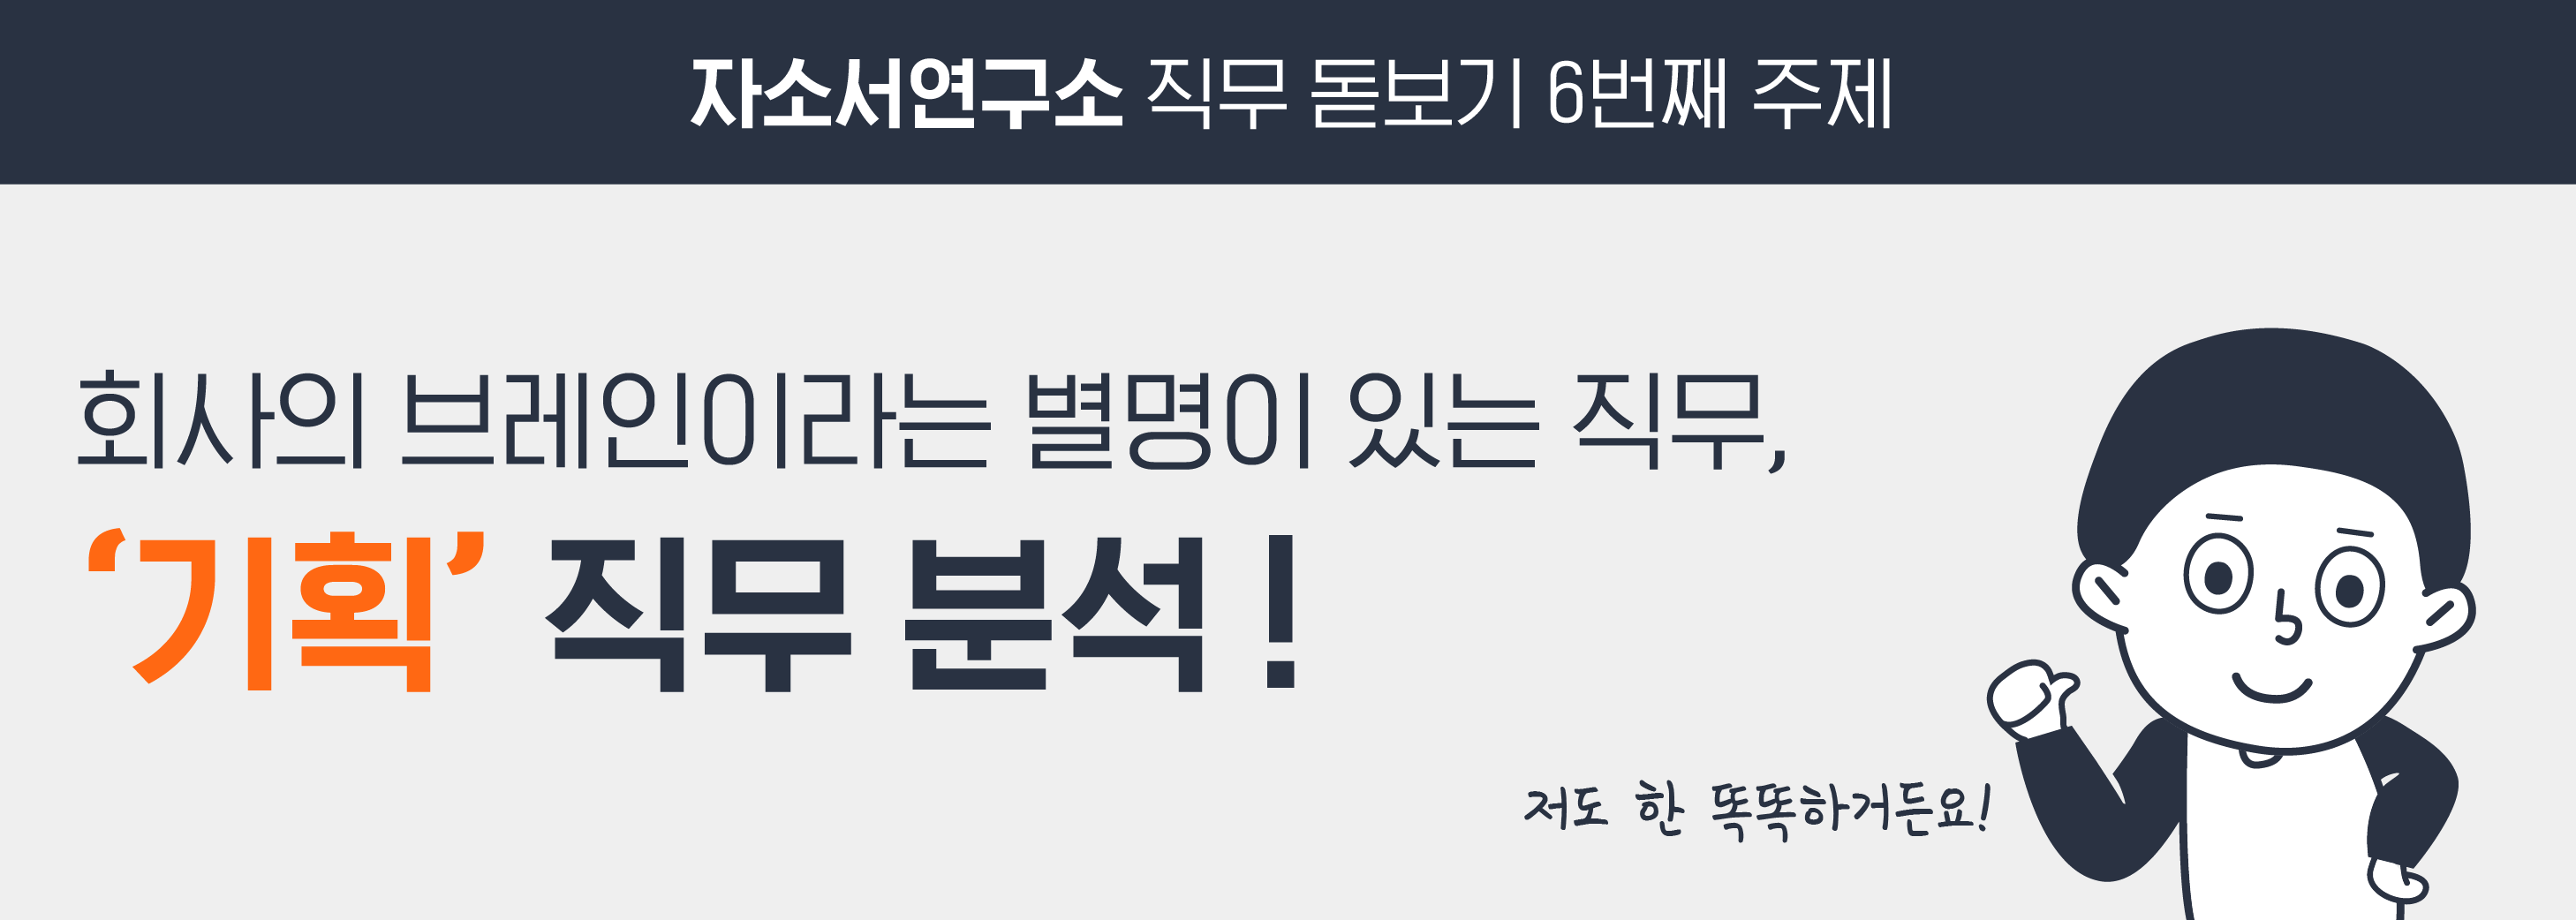 자소서연구소 직무 돋보기 6번째 주제
회사의 브레인이라는 별명이 있는 직무,
‘기획’ 직무 분석!
저도 한 똑똑하거든요!